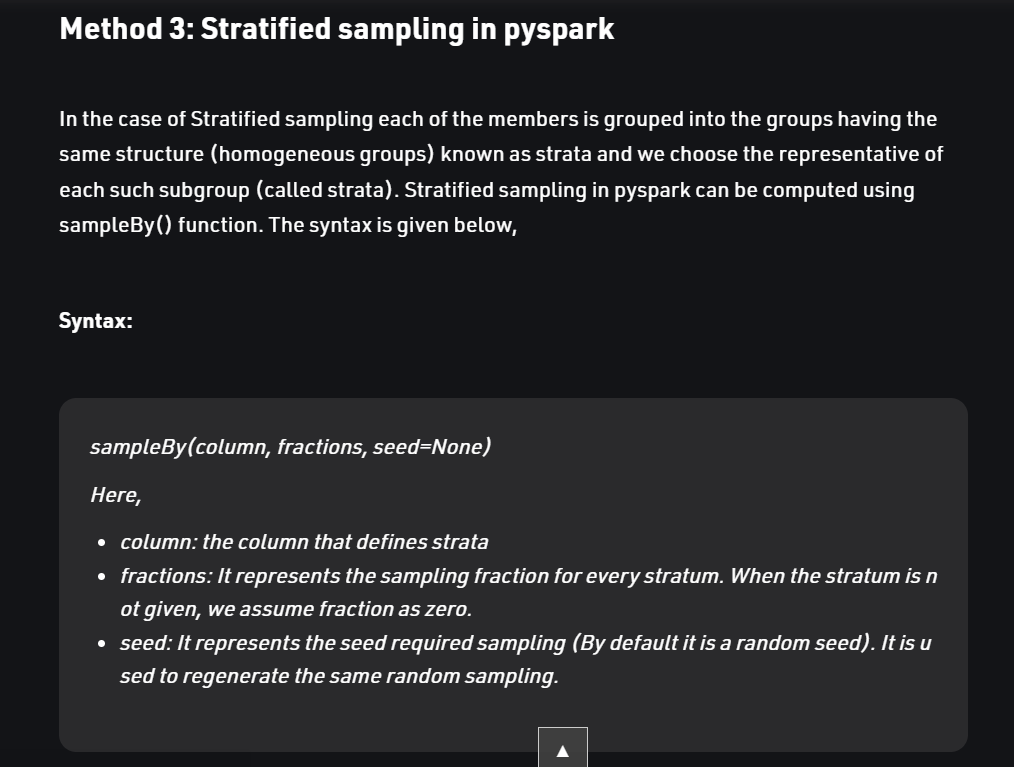 Method 3: Stratified sampling in pyspark
In the case of Stratified sampling each of the members is grouped into the groups having the
same structure (homogeneous groups) known as strata and we choose the representative of
each such subgroup (called strata). Stratified sampling in pyspark can be computed using
sampleBy() function. The syntax is given below,
Syntax:
sampleBy(column, fractions, seed=None)
Here,
• column: the column that defines strata
• fractions: It represents the sampling fraction for every stratum. When the stratum is n
ot given, we assume fraction as zero.
• seed: It represents the seed required sampling (By default it is a random seed). It is u
sed to regenerate the same random sampling.